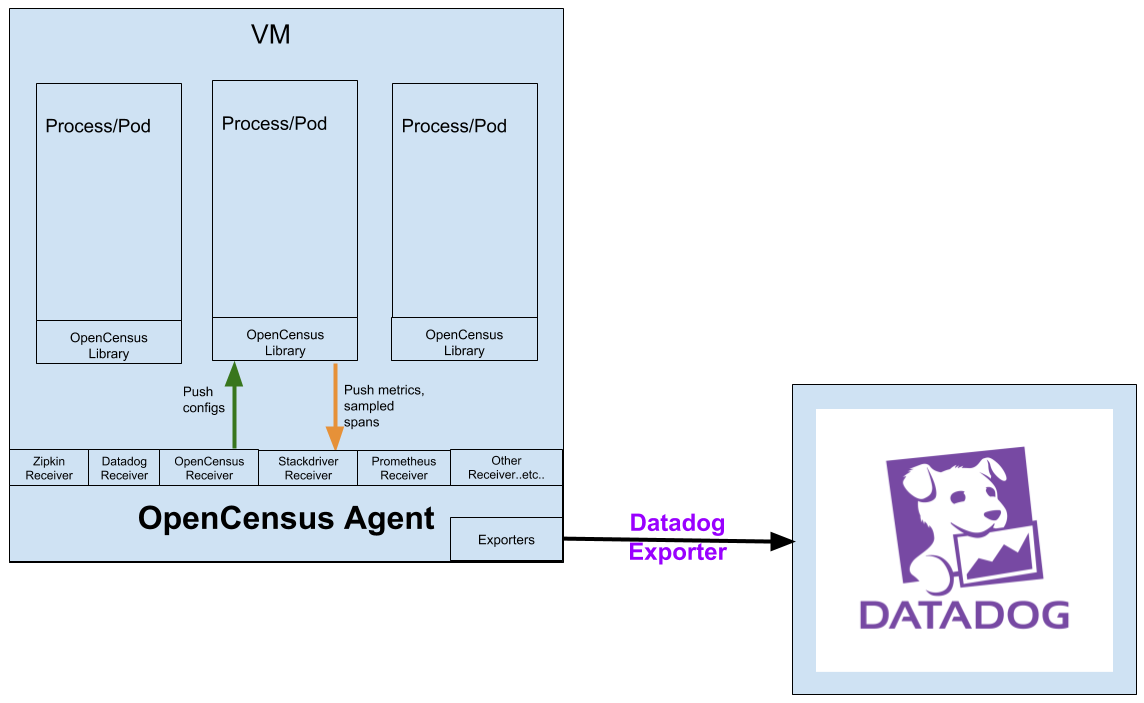 VM
Process/Pod
Process/Pod
Process/Pod
OpenCensus
Library
OpenCensus
Library
OpenCensus
Library
Push
configs
Push metrics,
sampled
spans
Zipkin
Receiver
Datadog
Receiver
OpenCensus
Receiver
Stackdriver
Receiver
Prometheus
Receiver
Other
Receiver..etc..
OpenCensus Agent
Exporters
Datadog
Exporter
DATADOG